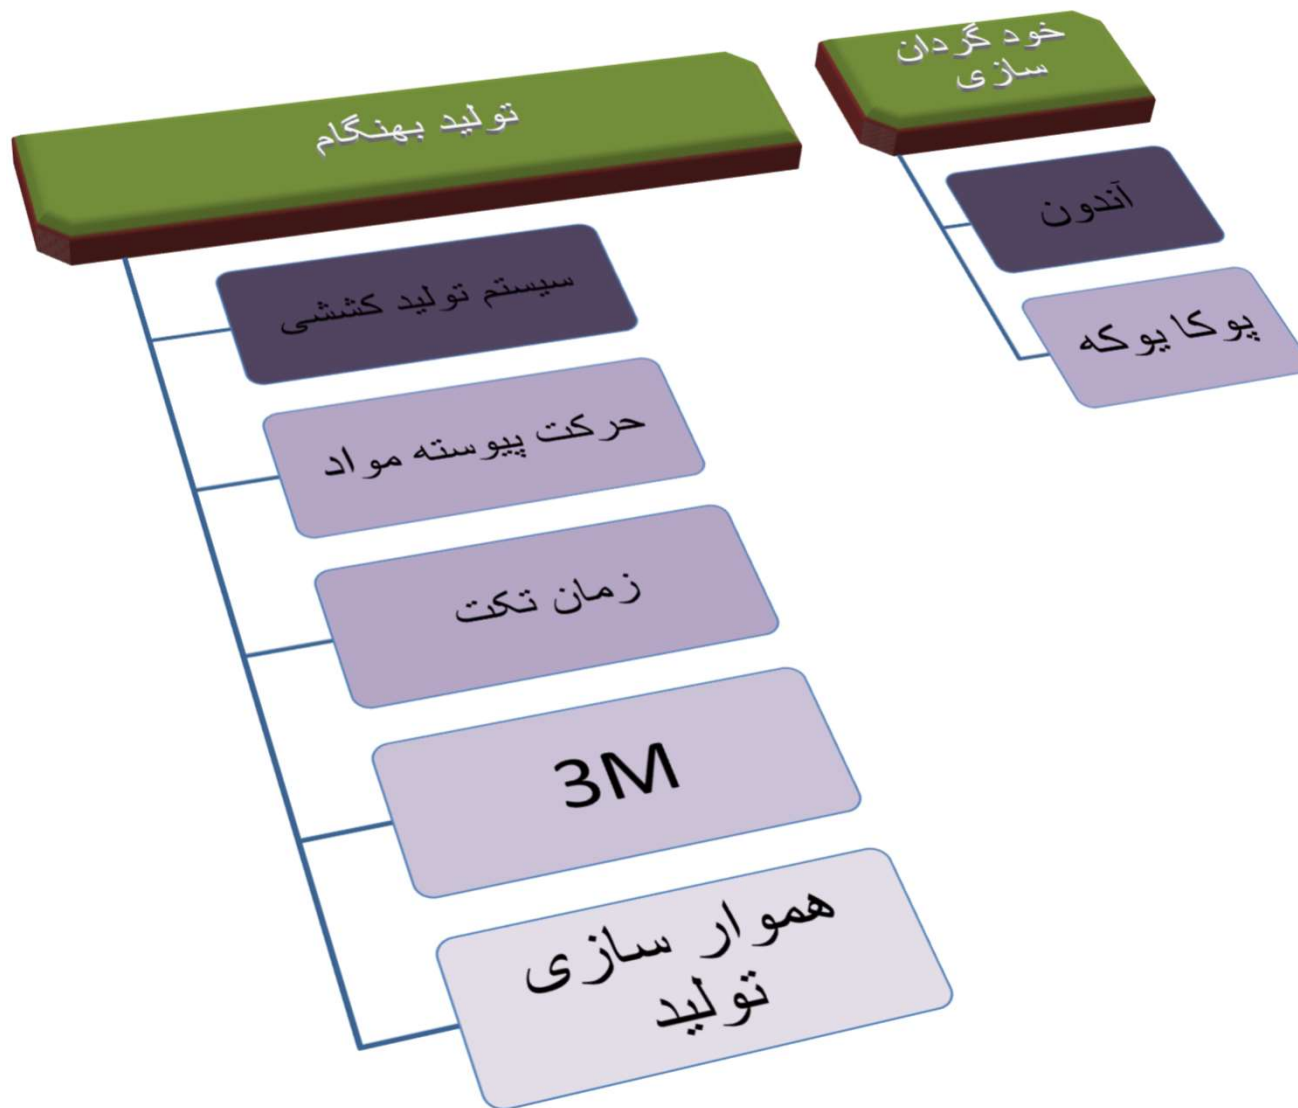 خود گردان
سازی
آندون
پوکا یوکه
تولید بهنگام
سیستم تولید کششی
حرکت پیوسته مواد
زمان تکت
3M
هموار سازی
تولید